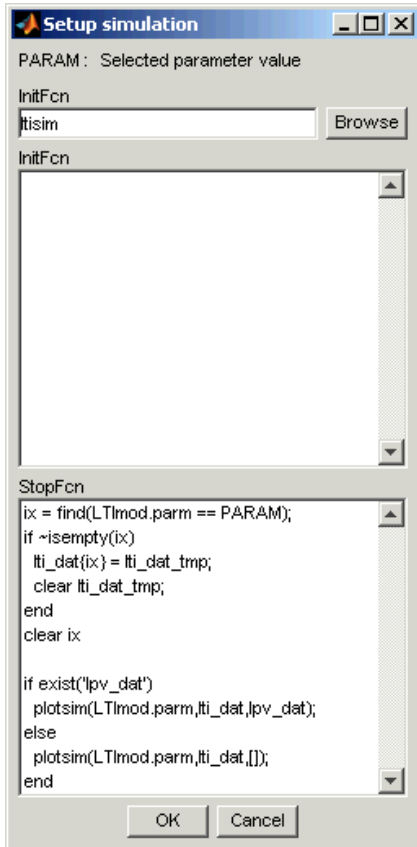 Setup simulation
PARAM : Selected parameter value
InitFcn
ltisim
Browse
InitFcn
StopFcn
ix = find(LTImod.parm == PARAM);
if ~isempty(ix)
lti_dat{ix} = lti_dat_tmp;
clear lti_dat_tmp;
end
clear ix
if exist('lpv_dat')
plotsim(LTImod.parm,lti_dat,lpv_dat);
else
plotsim(LTImod.parm,lti_dat,[]);
end
OK Cancel